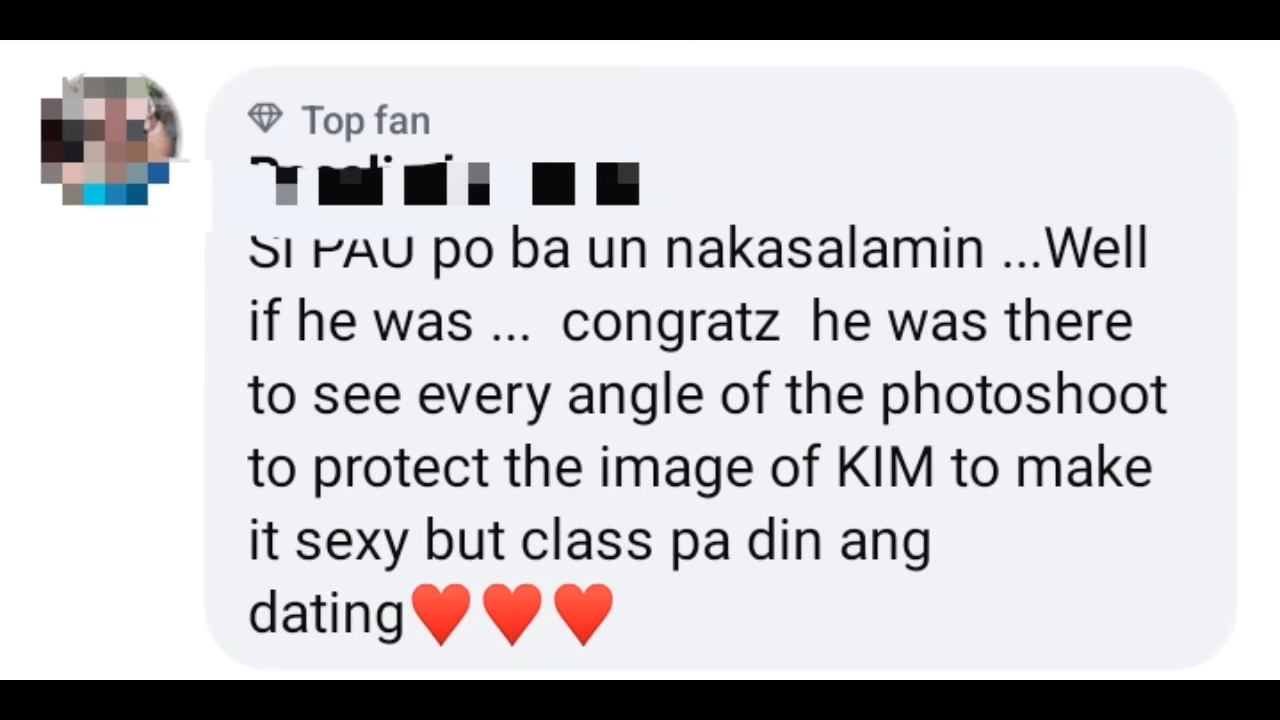 Top fan
Si PAU po ba un nakasalamin ...Well
if he was ... congratz he was there
to see every angle of the photoshoot
to protect the image of KIM to make
it sexy but class pa din ang
dating❤️❤️❤️